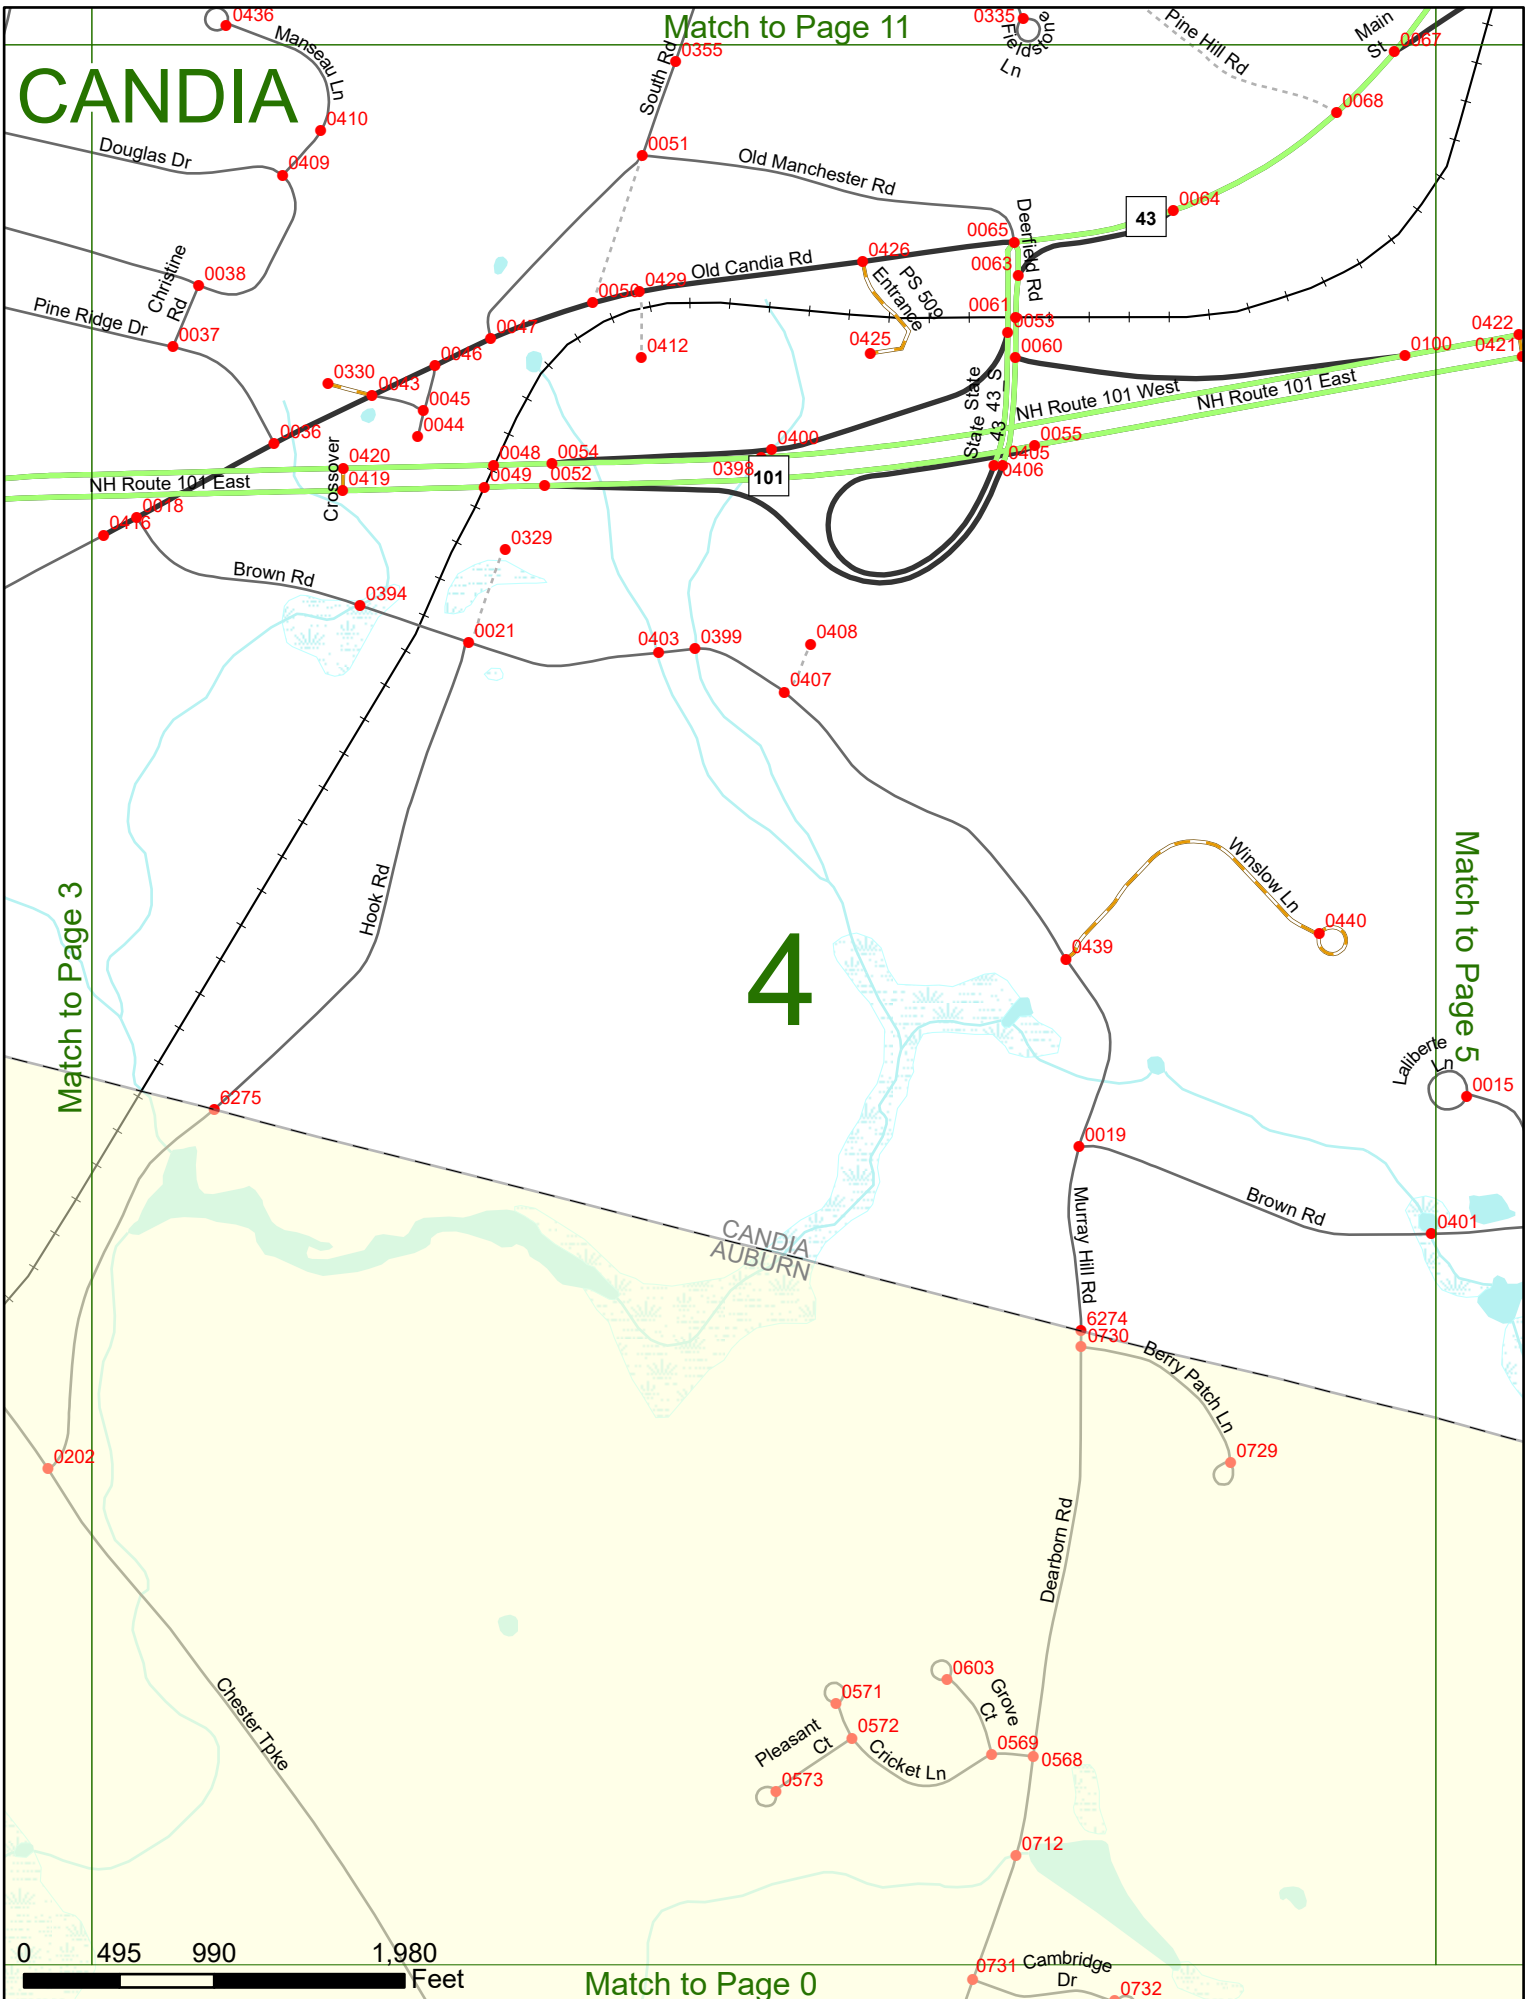 Match to Page 11
CANDIA
0436
Manseau Ln
0410
Douglas Dr
0409
South Rd
0355
0051
Old Manchester Rd
0335
Fieldstone
Ln
Pine Hill Rd
Main
St
0067
0068
0064
43
0065
Deerfield Rd
0063
0061
0053
0060
Christine
Rd
0038
Pine Ridge Dr
0037
0050
0429
Old Candia Rd
0426
PS 509
Entrance
0425
0412
0047
0046
0330
0043
0045
0044
0036
0422
0421
0100
NH Route 101 West
NH Route 101 East
State State
43 43_S
0055
0405
0406
0400
0398
101
0048
0054
0049
0052
Crossover
0420
0419
NH Route 101 East
0018
0416
Brown Rd
0394
0329
0021
0403
0399
0408
0407
Hook Rd
Winslow Ln
0440
0439
4
Match to Page 3
Match to Page 5
Laliberte
Ln
0015
6275
0019
Brown Rd
0401
Murray Hill Rd
CANDIA
AUBURN
6274
0730
Berry Patch Ln
0729
0202
Dearborn Rd
Chester Tpke
0603
Grove
Ct
0571
0572
Pleasant
Ct
Cricket Ln
0573
0569
0568
0712
0731
Cambridge
Dr
0732
0 495 990 1,980
Feet
Match to Page 0